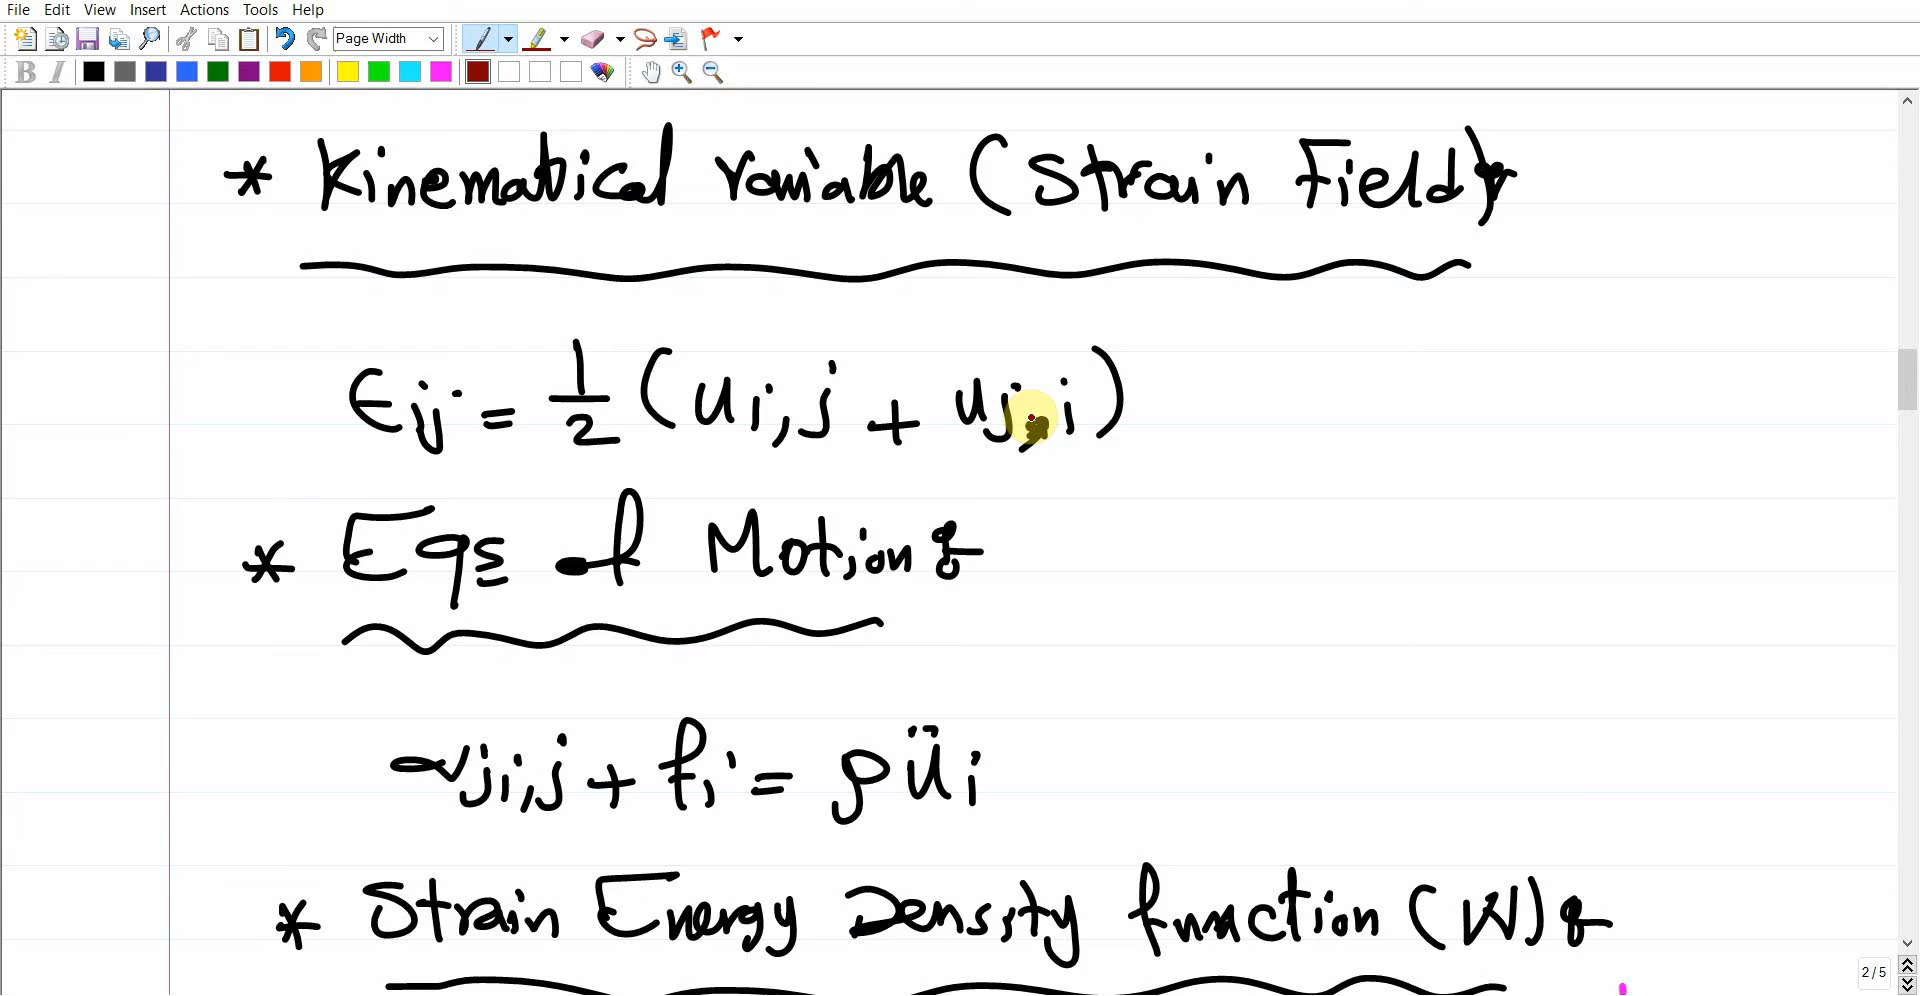 File Edit View Insert Actions Tools Help
Page Width
B I
* Kinematical Variable (Strain Field):
ϵij = 1/2 (ui,j + uj,i)
* Eqs of Motion:
σji,j + fi = ρüi
* Strain Energy Density function (W):
2 / 5